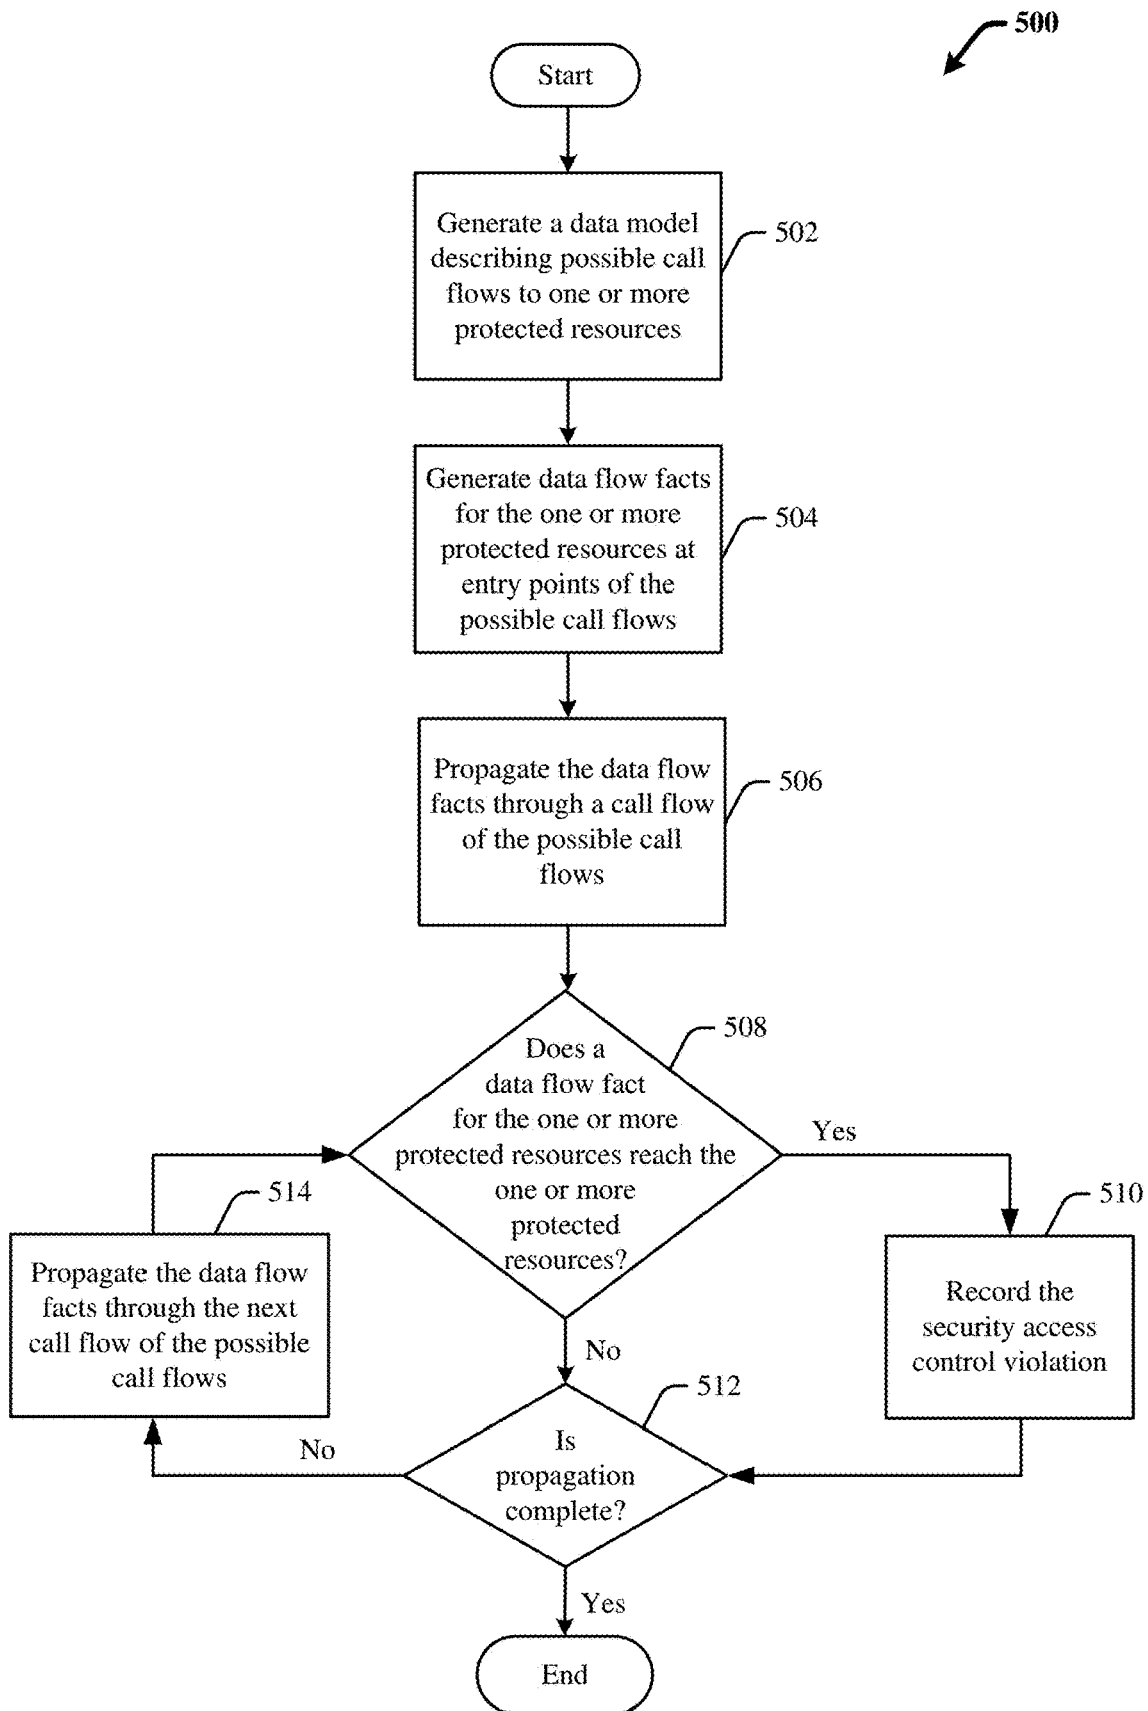 500
Start
Generate a data model
describing possible call
flows to one or more
protected resources
502
Generate data flow facts
for the one or more
protected resources at
entry points of the
possible call flows
504
Propagate the data flow
facts through a call flow
of the possible call
flows
506
Does a
data flow fact
for the one or more
protected resources reach the
one or more
protected
resources?
508
Yes
510
Record the
security access
control violation
No
514
Propagate the data flow
facts through the next
call flow of the possible
call flows
512
Is
propagation
complete?
No
Yes
End